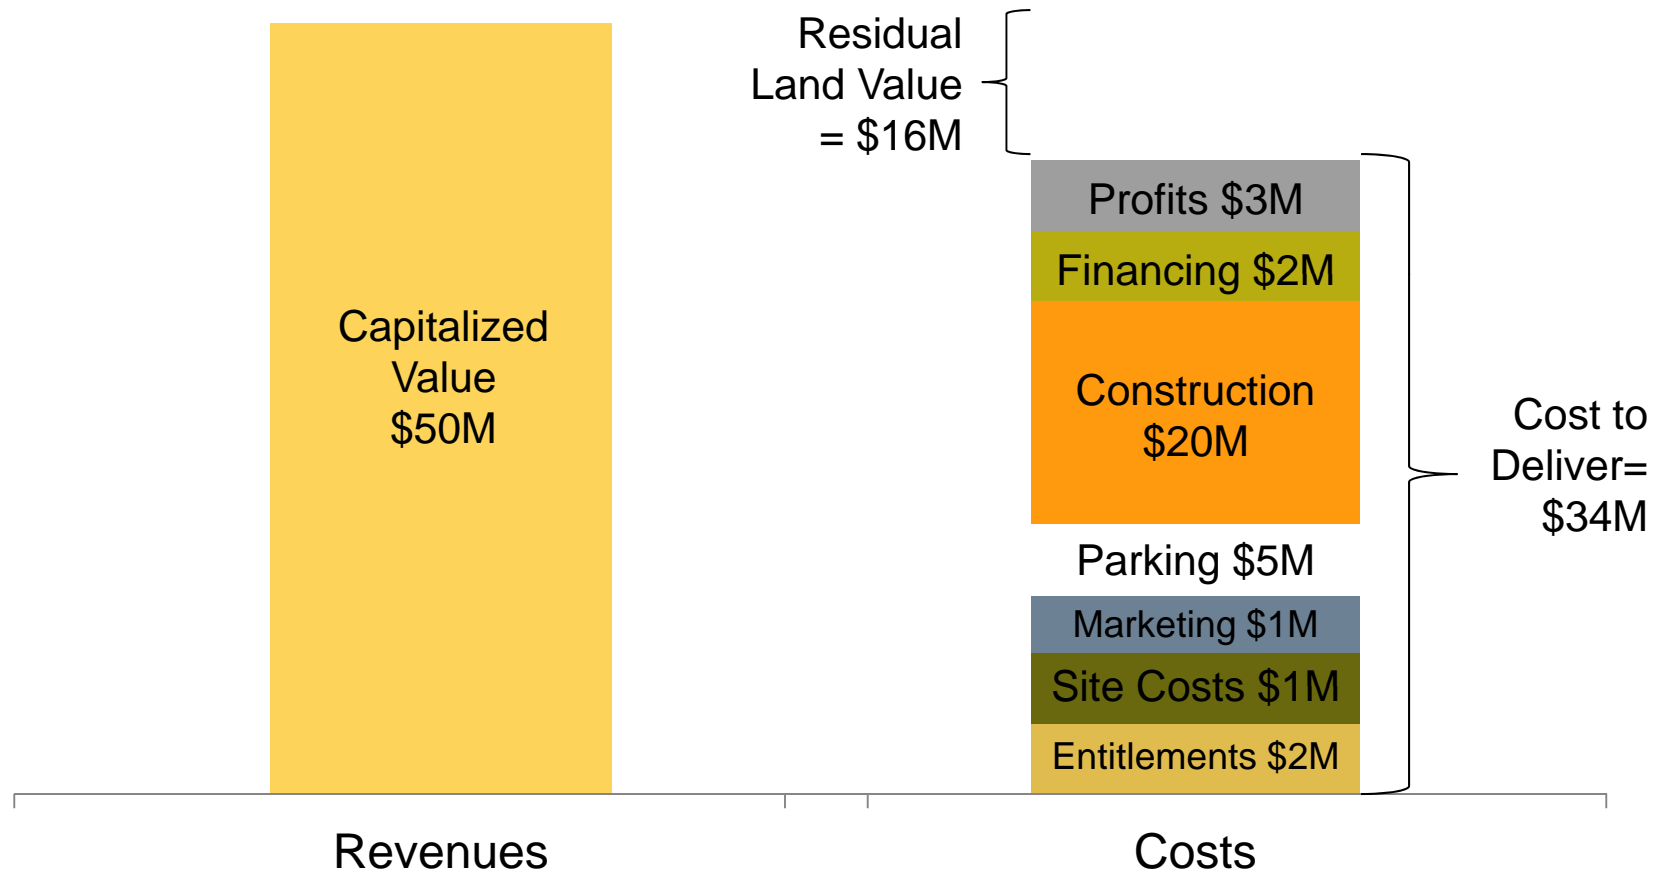 Residual
Land Value
= $16M
Capitalized
Value
$50M
Profits $3M
Financing $2M
Construction
$20M
Parking $5M
Marketing $1M
Site Costs $1M
Entitlements $2M
Cost to
Deliver=
$34M
Revenues
Costs